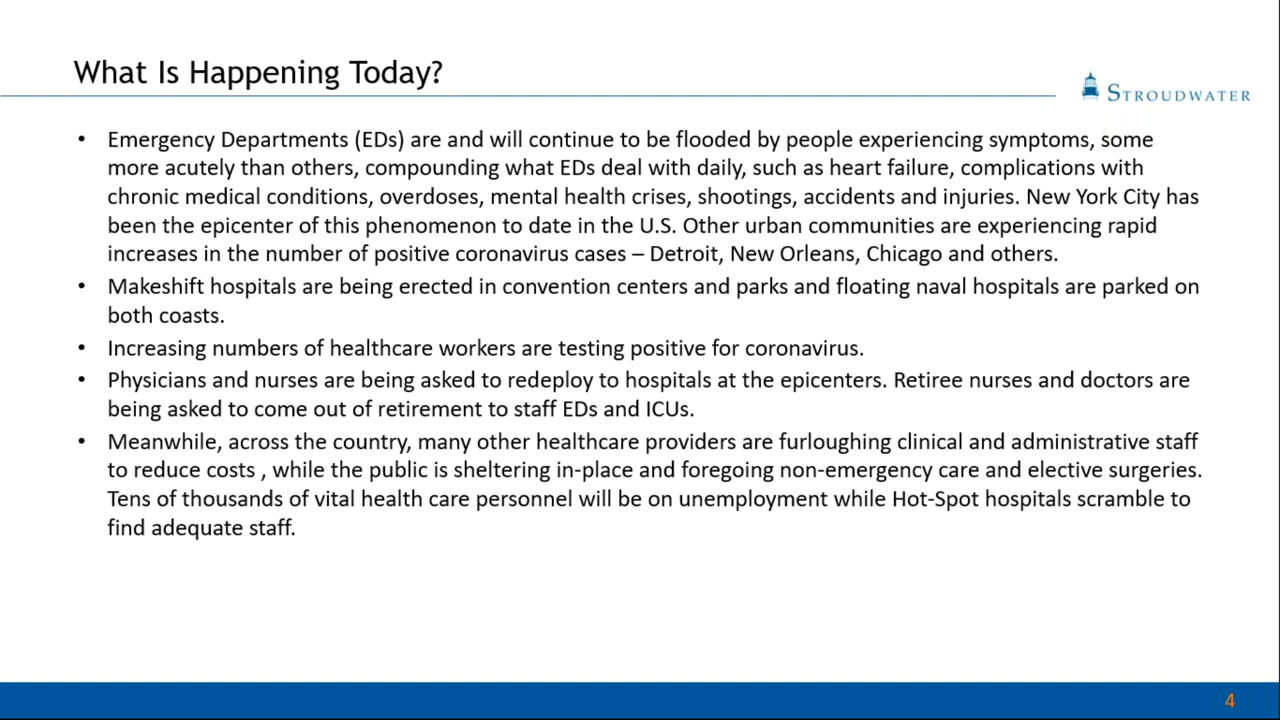 What Is Happening Today?
STROUDWATER
• Emergency Departments (EDs) are and will continue to be flooded by people experiencing symptoms, some
more acutely than others, compounding what EDs deal with daily, such as heart failure, complications with
chronic medical conditions, overdoses, mental health crises, shootings, accidents and injuries. New York City has
been the epicenter of this phenomenon to date in the U.S. Other urban communities are experiencing rapid
increases in the number of positive coronavirus cases – Detroit, New Orleans, Chicago and others.
• Makeshift hospitals are being erected in convention centers and parks and floating naval hospitals are parked on
both coasts.
• Increasing numbers of healthcare workers are testing positive for coronavirus.
• Physicians and nurses are being asked to redeploy to hospitals at the epicenters. Retiree nurses and doctors are
being asked to come out of retirement to staff EDs and ICUs.
• Meanwhile, across the country, many other healthcare providers are furloughing clinical and administrative staff
to reduce costs , while the public is sheltering in-place and foregoing non-emergency care and elective surgeries.
Tens of thousands of vital health care personnel will be on unemployment while Hot-Spot hospitals scramble to
find adequate staff.
4